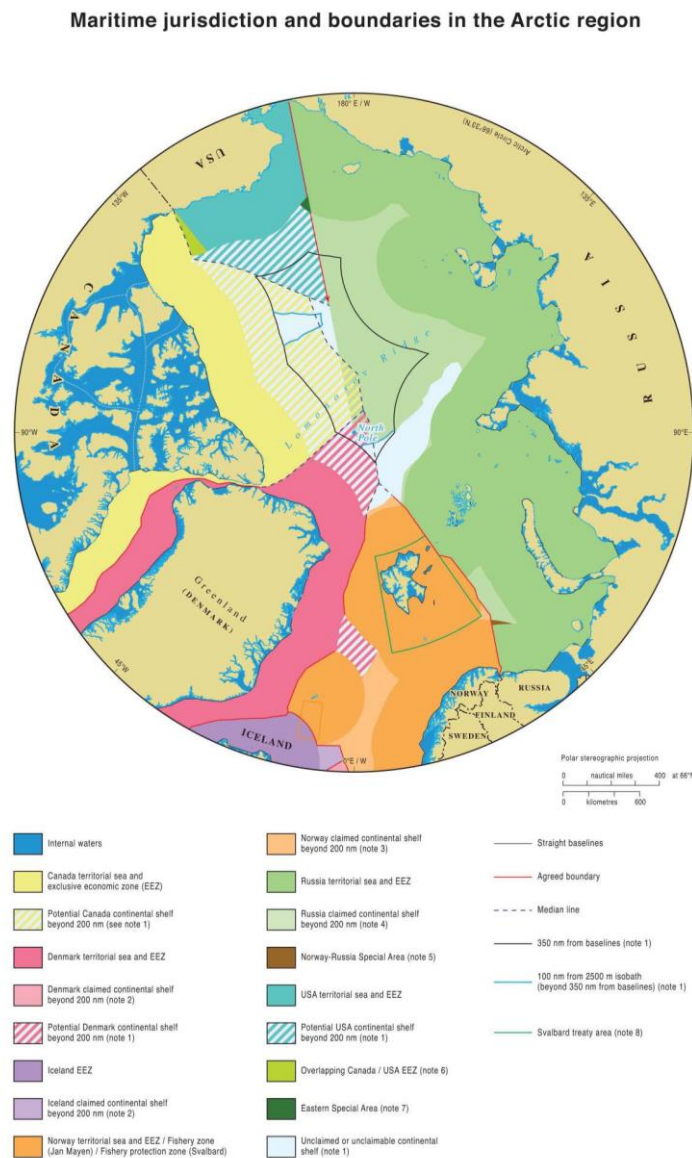 Maritime jurisdiction and boundaries in the Arctic region
180° E / W
Arctic Circle (66°33'N)
USA
135°W
135°E
CANADA
RUSSIA
Lomonosov Ridge
North
Pole
90°W
90°E
Greenland
(DENMARK)
45°W
45°E
NORWAY
RUSSIA
FINLAND
SWEDEN
ICELAND
0°E / W
Polar stereographic projection
0 nautical miles 400 at 66°N
0 kilometres 600
Internal waters
Canada territorial sea and
exclusive economic zone (EEZ)
Potential Canada continental shelf
beyond 200 nm (see note 1)
Denmark territorial sea and EEZ
Denmark claimed continental shelf
beyond 200 nm (note 2)
Potential Denmark continental shelf
beyond 200 nm (note 1)
Iceland EEZ
Iceland claimed continental shelf
beyond 200 nm (note 2)
Norway territorial sea and EEZ / Fishery zone
(Jan Mayen) / Fishery protection zone (Svalbard)
Norway claimed continental shelf
beyond 200 nm (note 3)
Russia territorial sea and EEZ
Russia claimed continental shelf
beyond 200 nm (note 4)
Norway-Russia Special Area (note 5)
USA territorial sea and EEZ
Potential USA continental shelf
beyond 200 nm (note 1)
Overlapping Canada / USA EEZ (note 6)
Eastern Special Area (note 7)
Unclaimed or unclaimable continental
shelf (note 1)
Straight baselines
Agreed boundary
Median line
350 nm from baselines (note 1)
100 nm from 2500 m isobath
(beyond 350 nm from baselines) (note 1)
Svalbard treaty area (note 8)